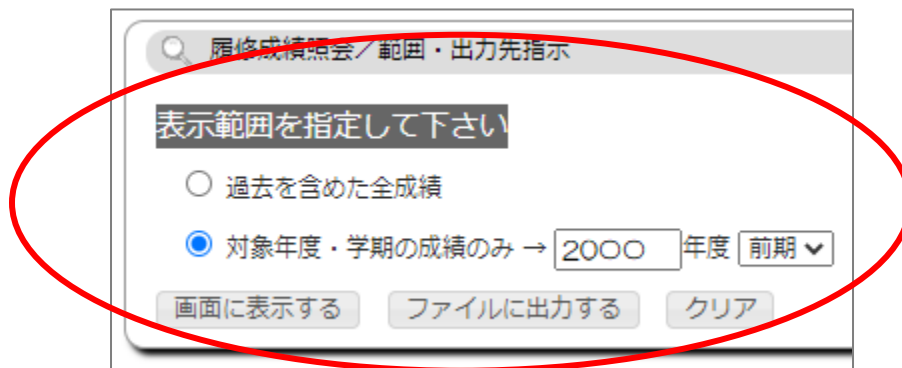 履修成績照会／範囲・出力先指示
表示範囲を指定して下さい
過去を含めた全成績
対象年度・学期の成績のみ → 2000 年度 前期
画面に表示する ファイルに出力する クリア